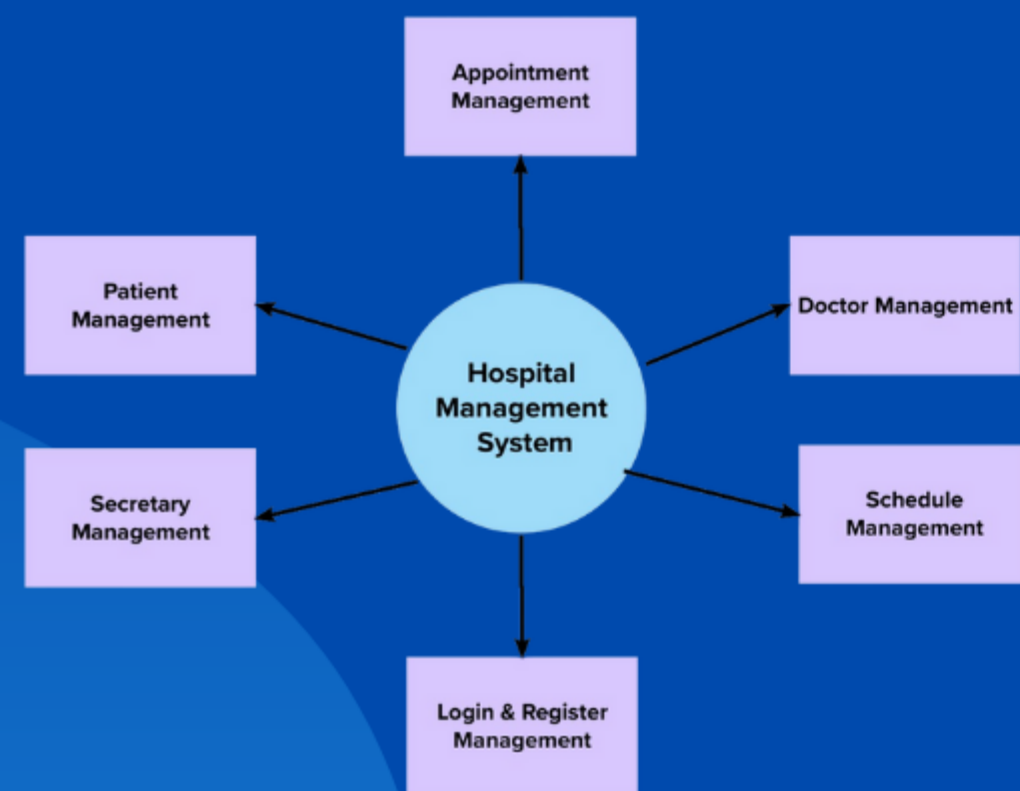 Appointment
Management
Patient
Management
Doctor Management
Hospital
Management
System
Secretary
Management
Schedule
Management
Login & Register
Management